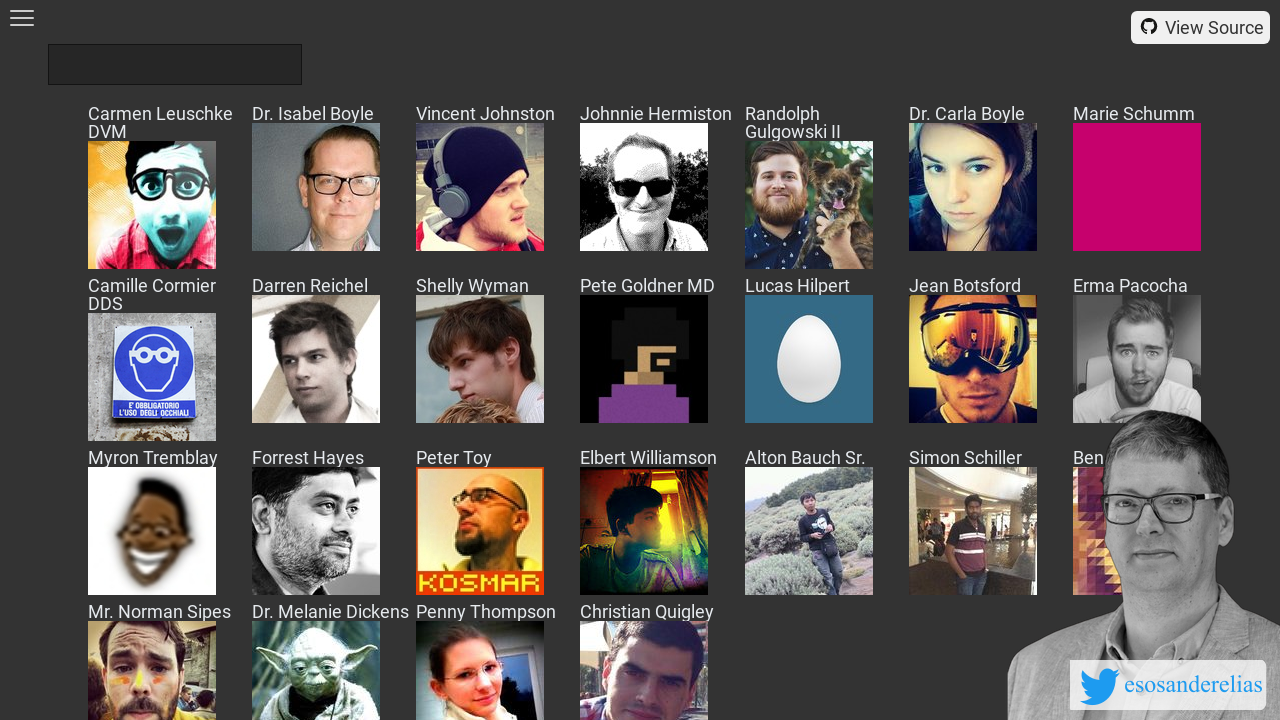 View Source
Carmen Leuschke
DVM
Dr. Isabel Boyle
Vincent Johnston
Johnnie Hermiston
Randolph
Gulgowski II
Dr. Carla Boyle
Marie Schumm
Camille Cormier
DDS
E' OBBLIGATORIO
L'USO DEGLI OCCHIALI
Darren Reichel
Shelly Wyman
Pete Goldner MD
Lucas Hilpert
Jean Botsford
Erma Pacocha
Myron Tremblay
Forrest Hayes
Peter Toy
KOSMAR
Elbert Williamson
Alton Bauch Sr.
Simon Schiller
Ben
Mr. Norman Sipes
Dr. Melanie Dickens
Penny Thompson
Christian Quigley
esosanderelias